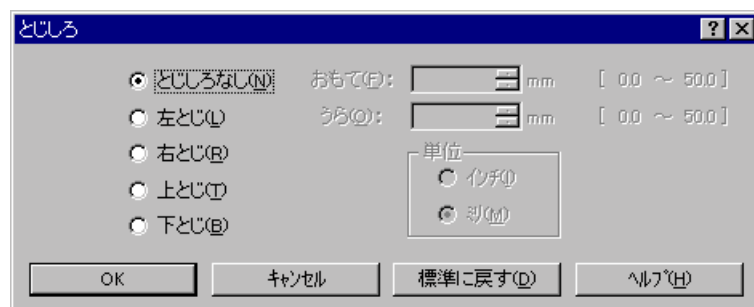 とじしろ
とじしろなし(N) おもて(F): mm [ 0.0 ～ 50.0 ]
左とじ(L) うら(O): mm [ 0.0 ～ 50.0 ]
右とじ(R) 単位
上とじ(T) インチ(I)
下とじ(B) ミリ(M)
OK キャンセル 標準に戻す(D) ヘルプ(H)